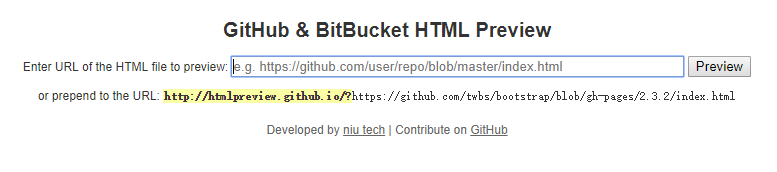 GitHub & BitBucket HTML Preview
Enter URL of the HTML file to preview: e.g. https://github.com/user/repo/blob/master/index.html Preview
or prepend to the URL: http://htmlpreview.github.io/?https://github.com/twbs/bootstrap/blob/gh-pages/2.3.2/index.html
Developed by niu tech | Contribute on GitHub